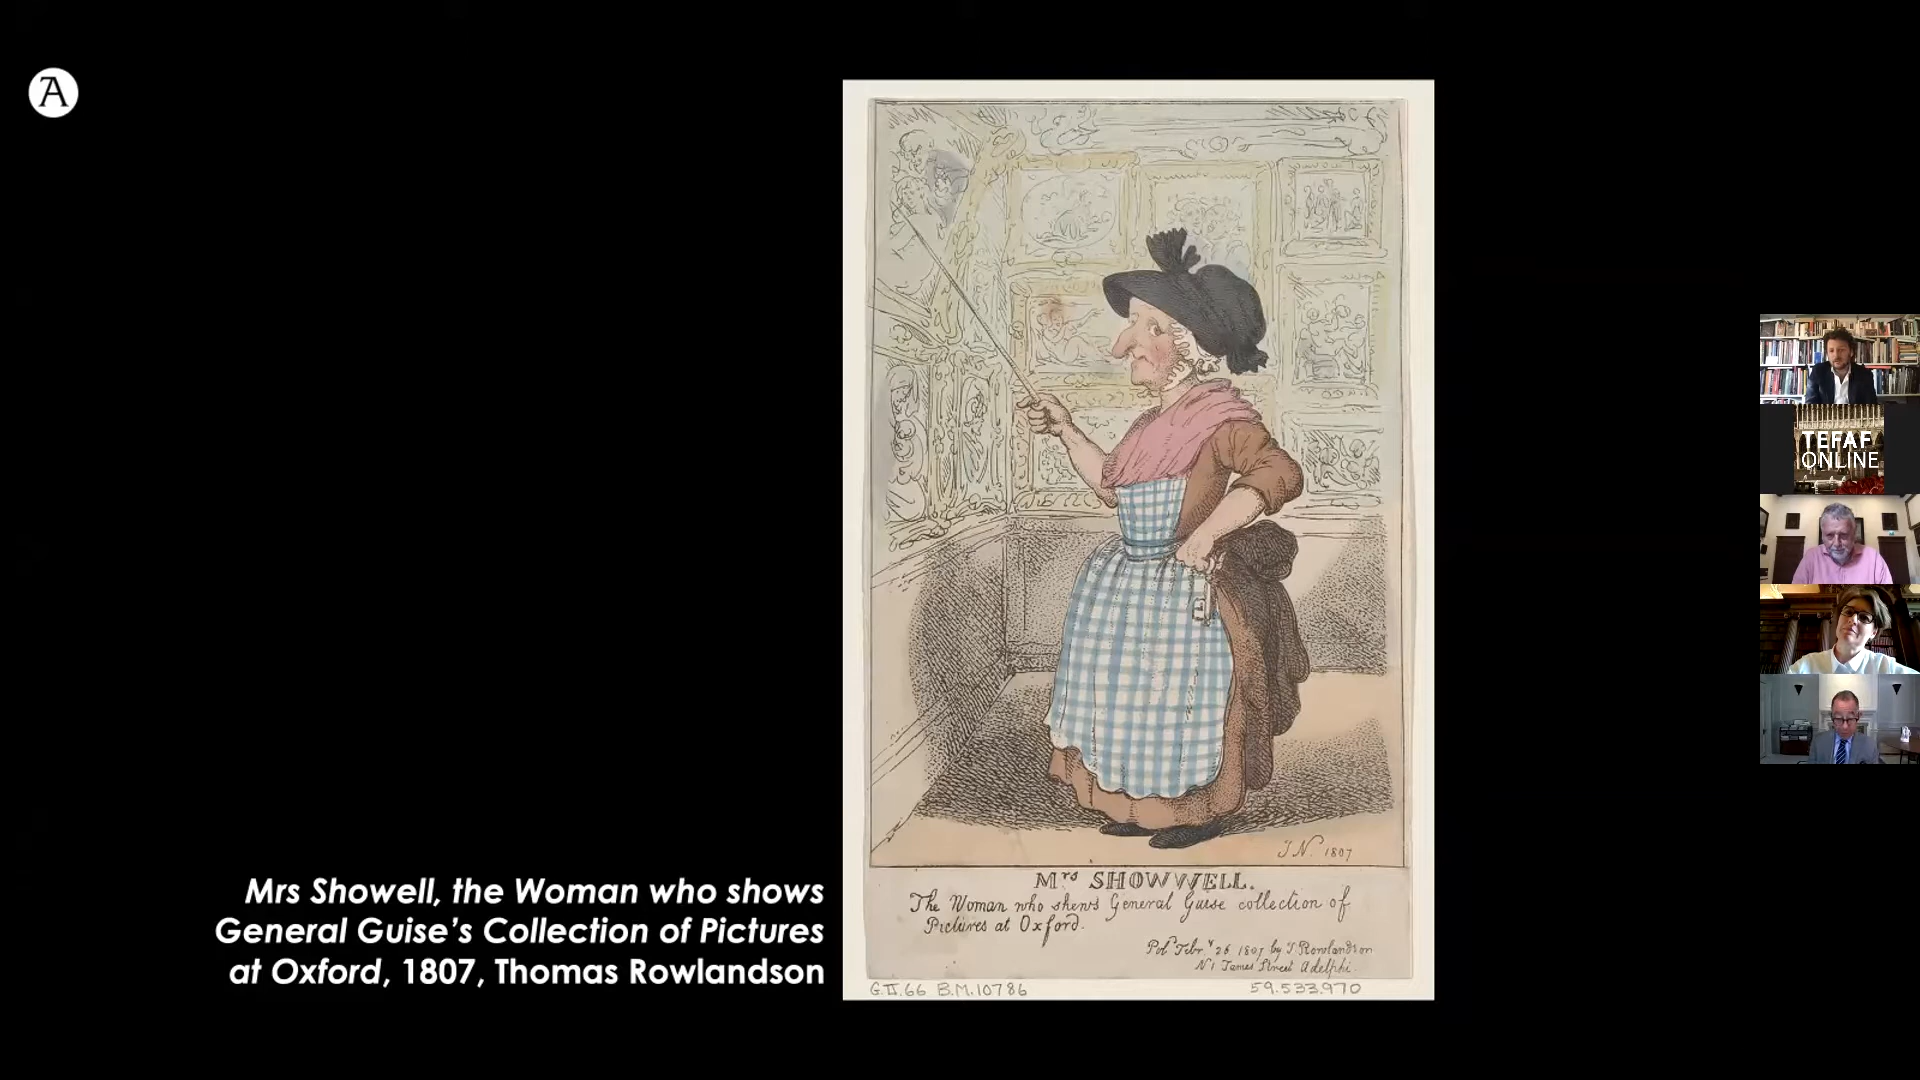 A
Mrs Showell, the Woman who shows
General Guise's Collection of Pictures
at Oxford, 1807, Thomas Rowlandson
J N. 1807
Mrs SHOWWELL.
The Woman who shews General Guise collection of
Pictures at Oxford.
Pubd Febry 26 1807 by T Rowlandson
No 1 James Street Adelphi.
G.II.66 B.M.10786
59.533.970
TEFAF
ONLINE